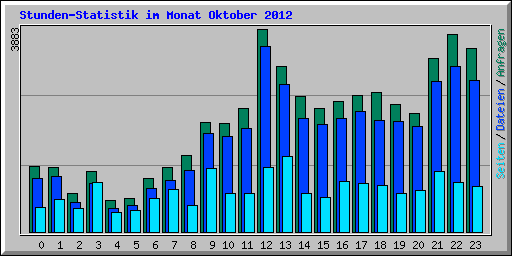 Stunden-Statistik im Monat Oktober 2012
3883
Seiten/Dateien/Anfragen
0 1 2 3 4 5 6 7 8 9 10 11 12 13 14 15 16 17 18 19 20 21 22 23